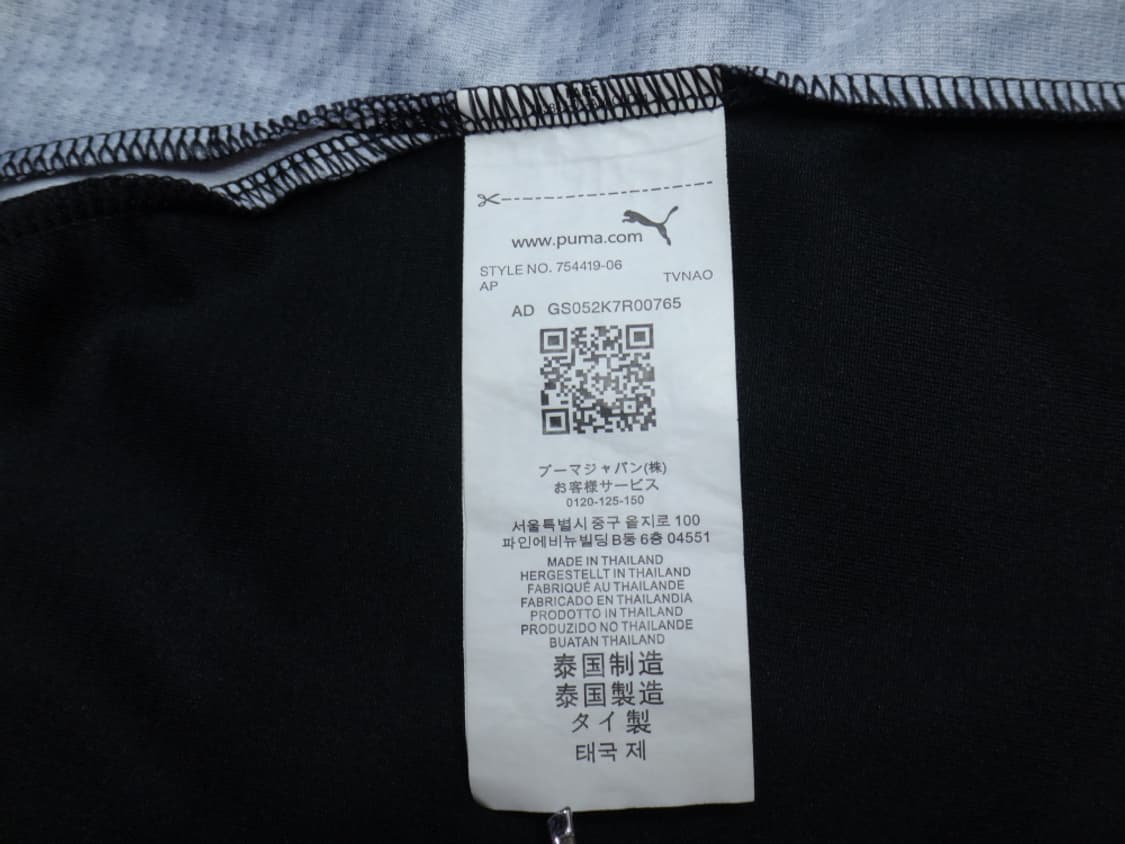 www.puma.com
STYLE NO. 754419-06
AP TVNAO
AD GS052K7R00765
プーマジャパン(株)
お客様サービス
0120-125-150
서울특별시 중구 을지로 100
파인에비뉴빌딩 B동 6층 04551
MADE IN THAILAND
HERGESTELLT IN THAILAND
FABRIQUÉ AU THAILANDE
FABRICADO EN THAILANDIA
PRODOTTO IN THAILAND
PRODUZIDO NO THAILANDE
BUATAN THAILAND
泰国制造
泰国製造
タイ製
태국 제